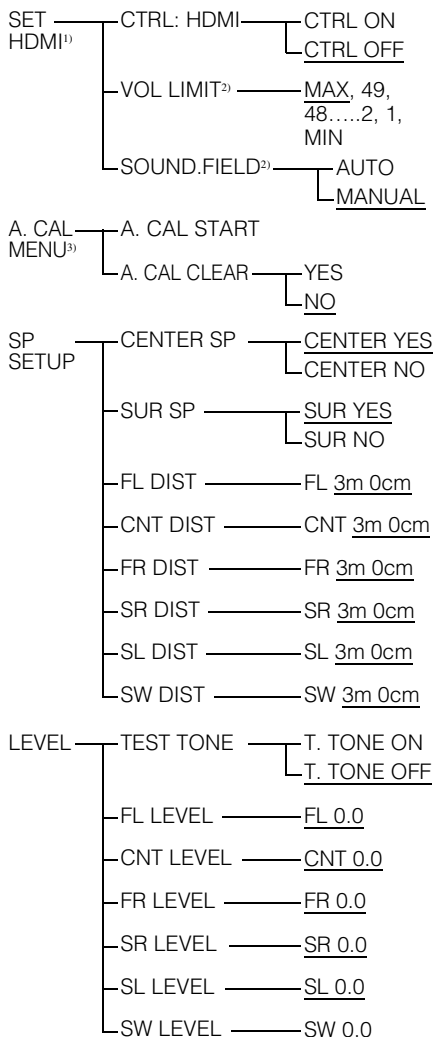 SET HDMI1) CTRL: HDMI CTRL ON
CTRL OFF
VOL LIMIT2) MAX, 49,
48.....2, 1,
MIN
SOUND.FIELD2) AUTO
MANUAL
A. CAL MENU3) A. CAL START
A. CAL CLEAR YES
NO
SP SETUP CENTER SP CENTER YES
CENTER NO
SUR SP SUR YES
SUR NO
FL DIST FL 3m 0cm
CNT DIST CNT 3m 0cm
FR DIST FR 3m 0cm
SR DIST SR 3m 0cm
SL DIST SL 3m 0cm
SW DIST SW 3m 0cm
LEVEL TEST TONE T. TONE ON
T. TONE OFF
FL LEVEL FL 0.0
CNT LEVEL CNT 0.0
FR LEVEL FR 0.0
SR LEVEL SR 0.0
SL LEVEL SL 0.0
SW LEVEL SW 0.0